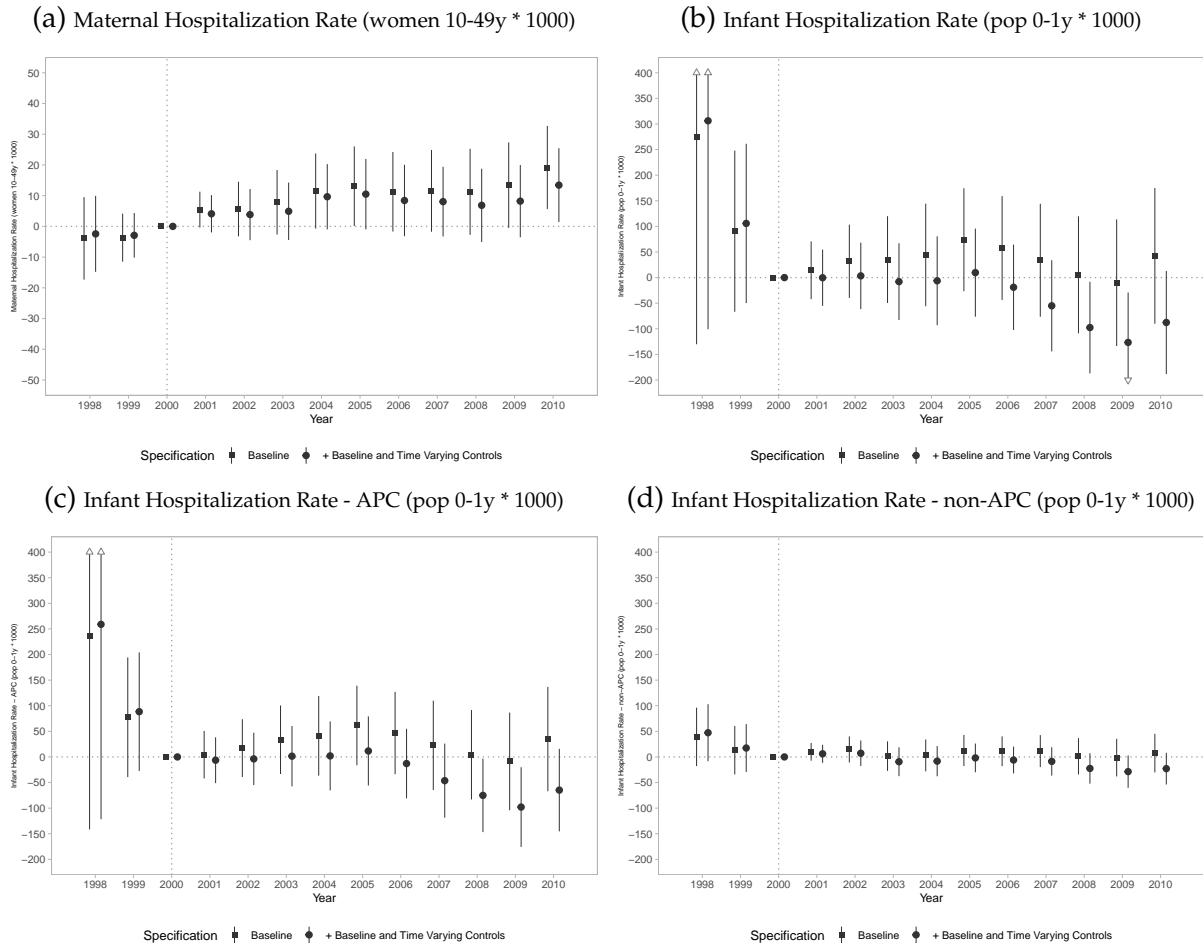 (a) Maternal Hospitalization Rate (women 10-49y * 1000)
Maternal Hospitalization Rate (women 10−49y * 1000)
50
40
30
20
10
0
−10
−20
−30
−40
−50
1998 1999 2000 2001 2002 2003 2004 2005 2006 2007 2008 2009 2010
Year
Specification Baseline + Baseline and Time Varying Controls
(b) Infant Hospitalization Rate (pop 0-1y * 1000)
Infant Hospitalization Rate (pop 0−1y * 1000)
400
350
300
250
200
150
100
50
0
−50
−100
−150
−200
1998 1999 2000 2001 2002 2003 2004 2005 2006 2007 2008 2009 2010
Year
Specification Baseline + Baseline and Time Varying Controls
(c) Infant Hospitalization Rate - APC (pop 0-1y * 1000)
Infant Hospitalization Rate − APC (pop 0−1y * 1000)
400
350
300
250
200
150
100
50
0
−50
−100
−150
−200
1998 1999 2000 2001 2002 2003 2004 2005 2006 2007 2008 2009 2010
Year
Specification Baseline + Baseline and Time Varying Controls
(d) Infant Hospitalization Rate - non-APC (pop 0-1y * 1000)
Infant Hospitalization Rate − non−APC (pop 0−1y * 1000)
400
350
300
250
200
150
100
50
0
−50
−100
−150
−200
1998 1999 2000 2001 2002 2003 2004 2005 2006 2007 2008 2009 2010
Year
Specification Baseline + Baseline and Time Varying Controls